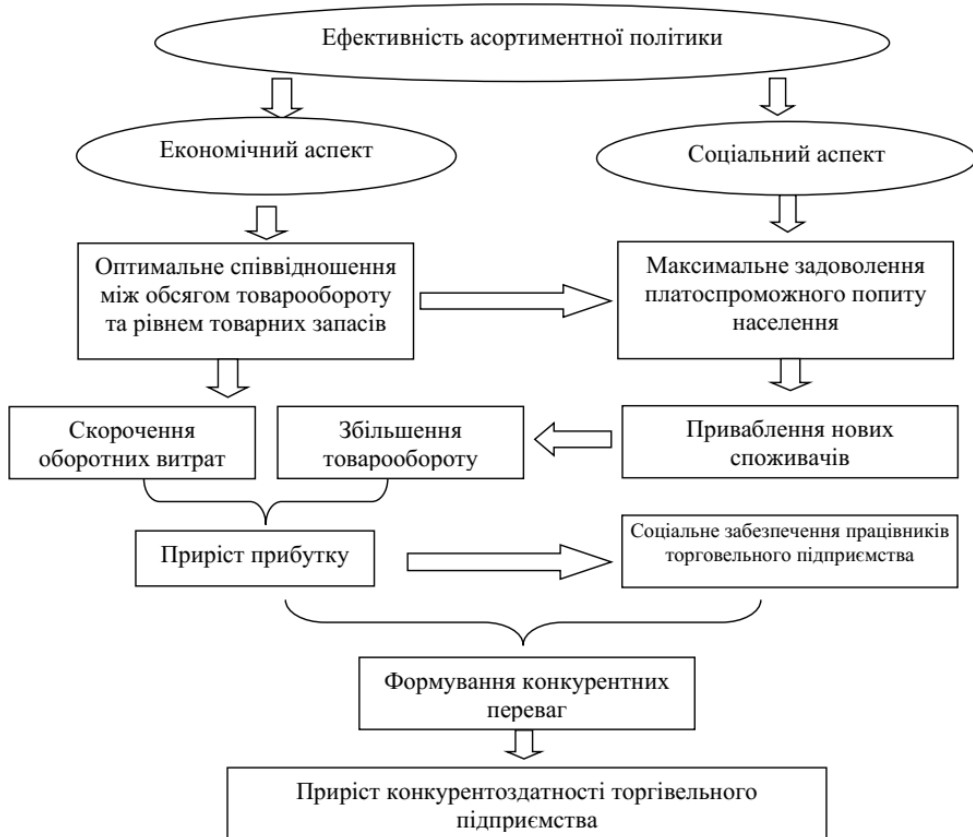 Ефективність асортиментної політики
Економічний аспект
Соціальний аспект
Оптимальне співвідношення
між обсягом товарообороту
та рівнем товарних запасів
Максимальне задоволення
платоспроможного попиту
населення
Скорочення
оборотних витрат
Збільшення
товарообороту
Приваблення нових
споживачів
Приріст прибутку
Соціальне забезпечення працівників
торговельного підприємства
Формування конкурентних
переваг
Приріст конкурентоздатності торгівельного
підприємства